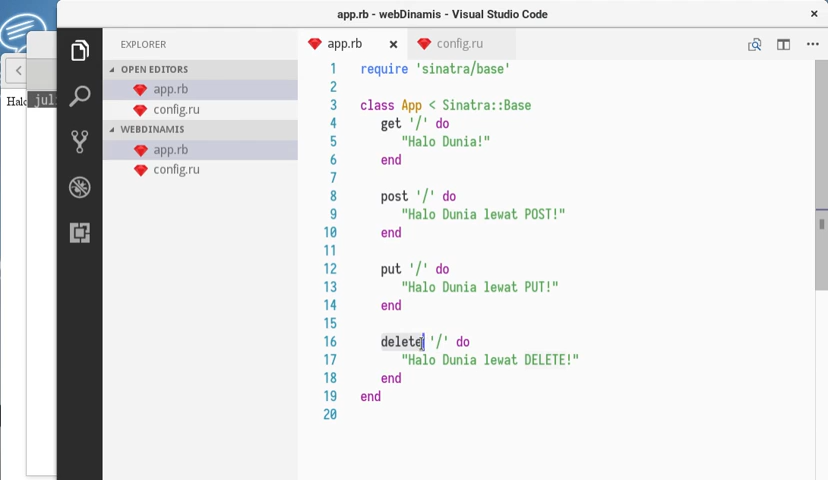 app.rb - webDinamis - Visual Studio Code
EXPLORER
OPEN EDITORS
app.rb
config.ru
WEBDINAMIS
app.rb
config.ru
app.rb
config.ru
Halo
juli
1 require 'sinatra/base'
2
3 class App < Sinatra::Base
4 get '/' do
5 "Halo Dunia!"
6 end
7
8 post '/' do
9 "Halo Dunia lewat POST!"
10 end
11
12 put '/' do
13 "Halo Dunia lewat PUT!"
14 end
15
16 delete '/' do
17 "Halo Dunia lewat DELETE!"
18 end
19 end
20